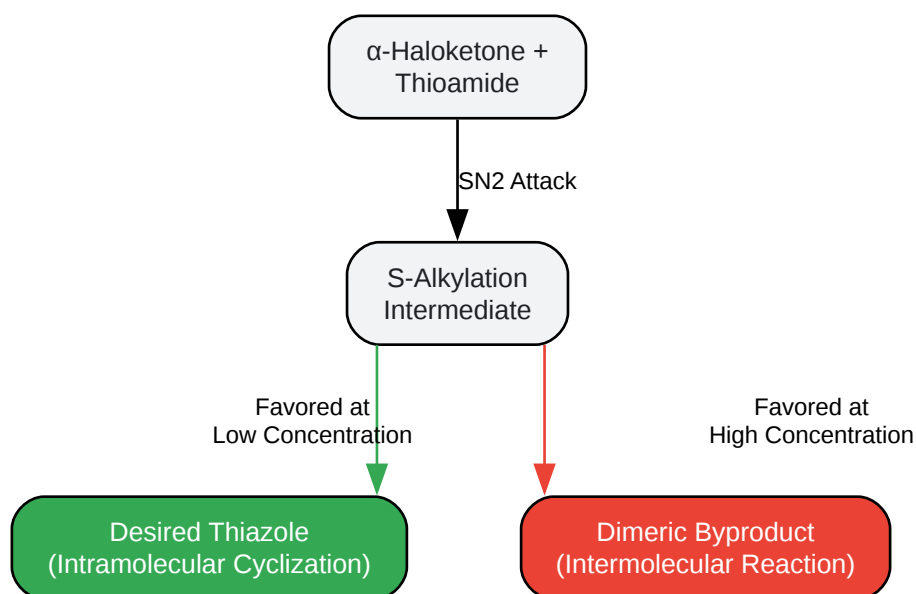 α-Haloketone +
Thioamide
SN2 Attack
S-Alkylation
Intermediate
Favored at
Low Concentration
Favored at
High Concentration
Desired Thiazole
(Intramolecular Cyclization)
Dimeric Byproduct
(Intermolecular Reaction)